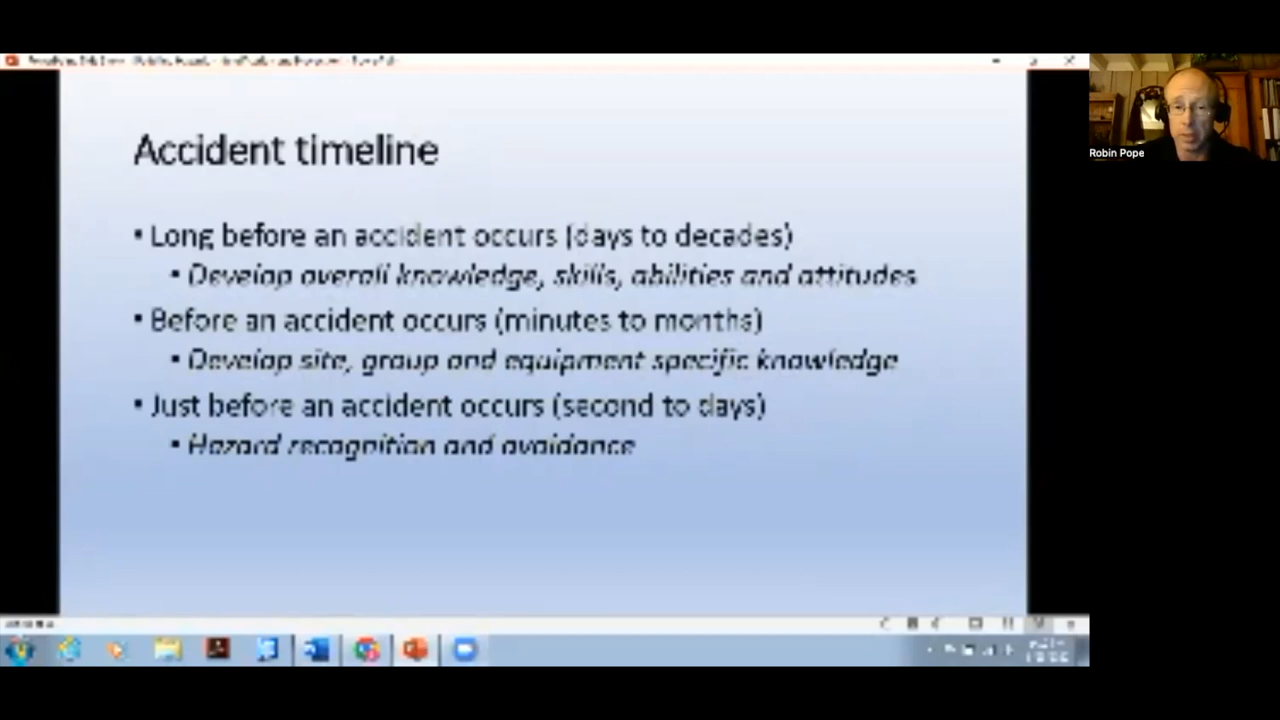 Accident timeline
• Long before an accident occurs (days to decades)
• Develop overall knowledge, skills, abilities and attitudes
• Before an accident occurs (minutes to months)
• Develop site, group and equipment specific knowledge
• Just before an accident occurs (second to days)
• Hazard recognition and avoidance
Robin Pope